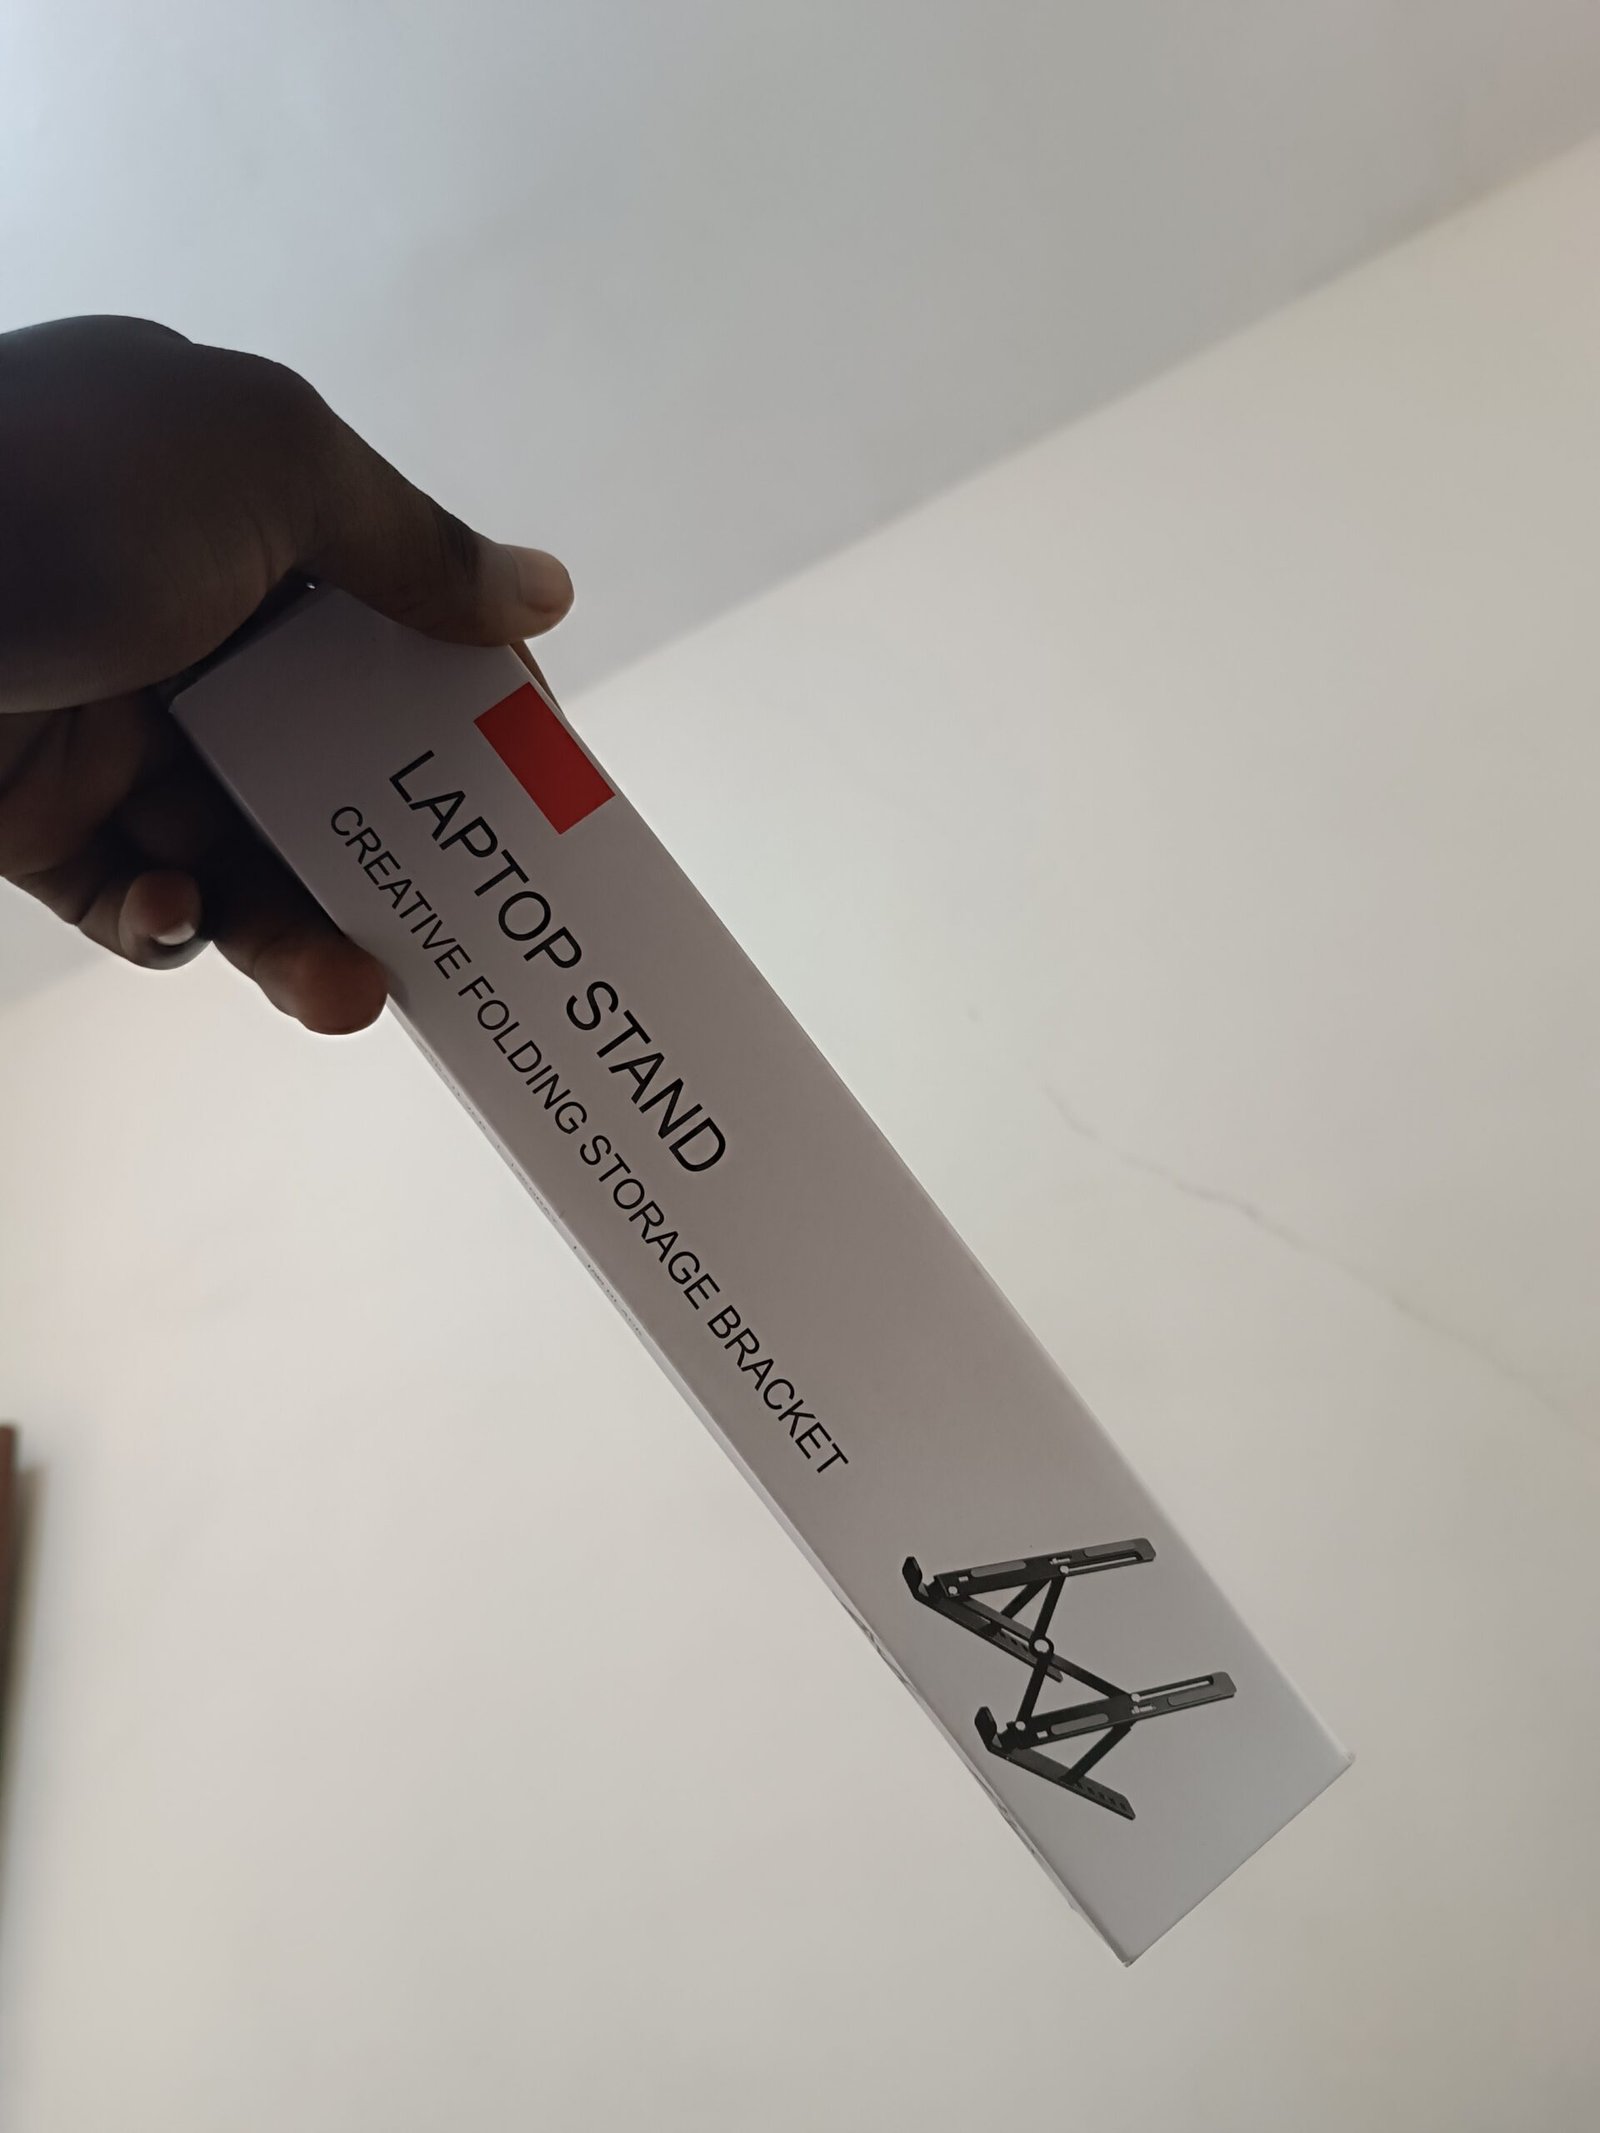 LAPTOP STAND
CREATIVE FOLDING STORAGE BRACKET